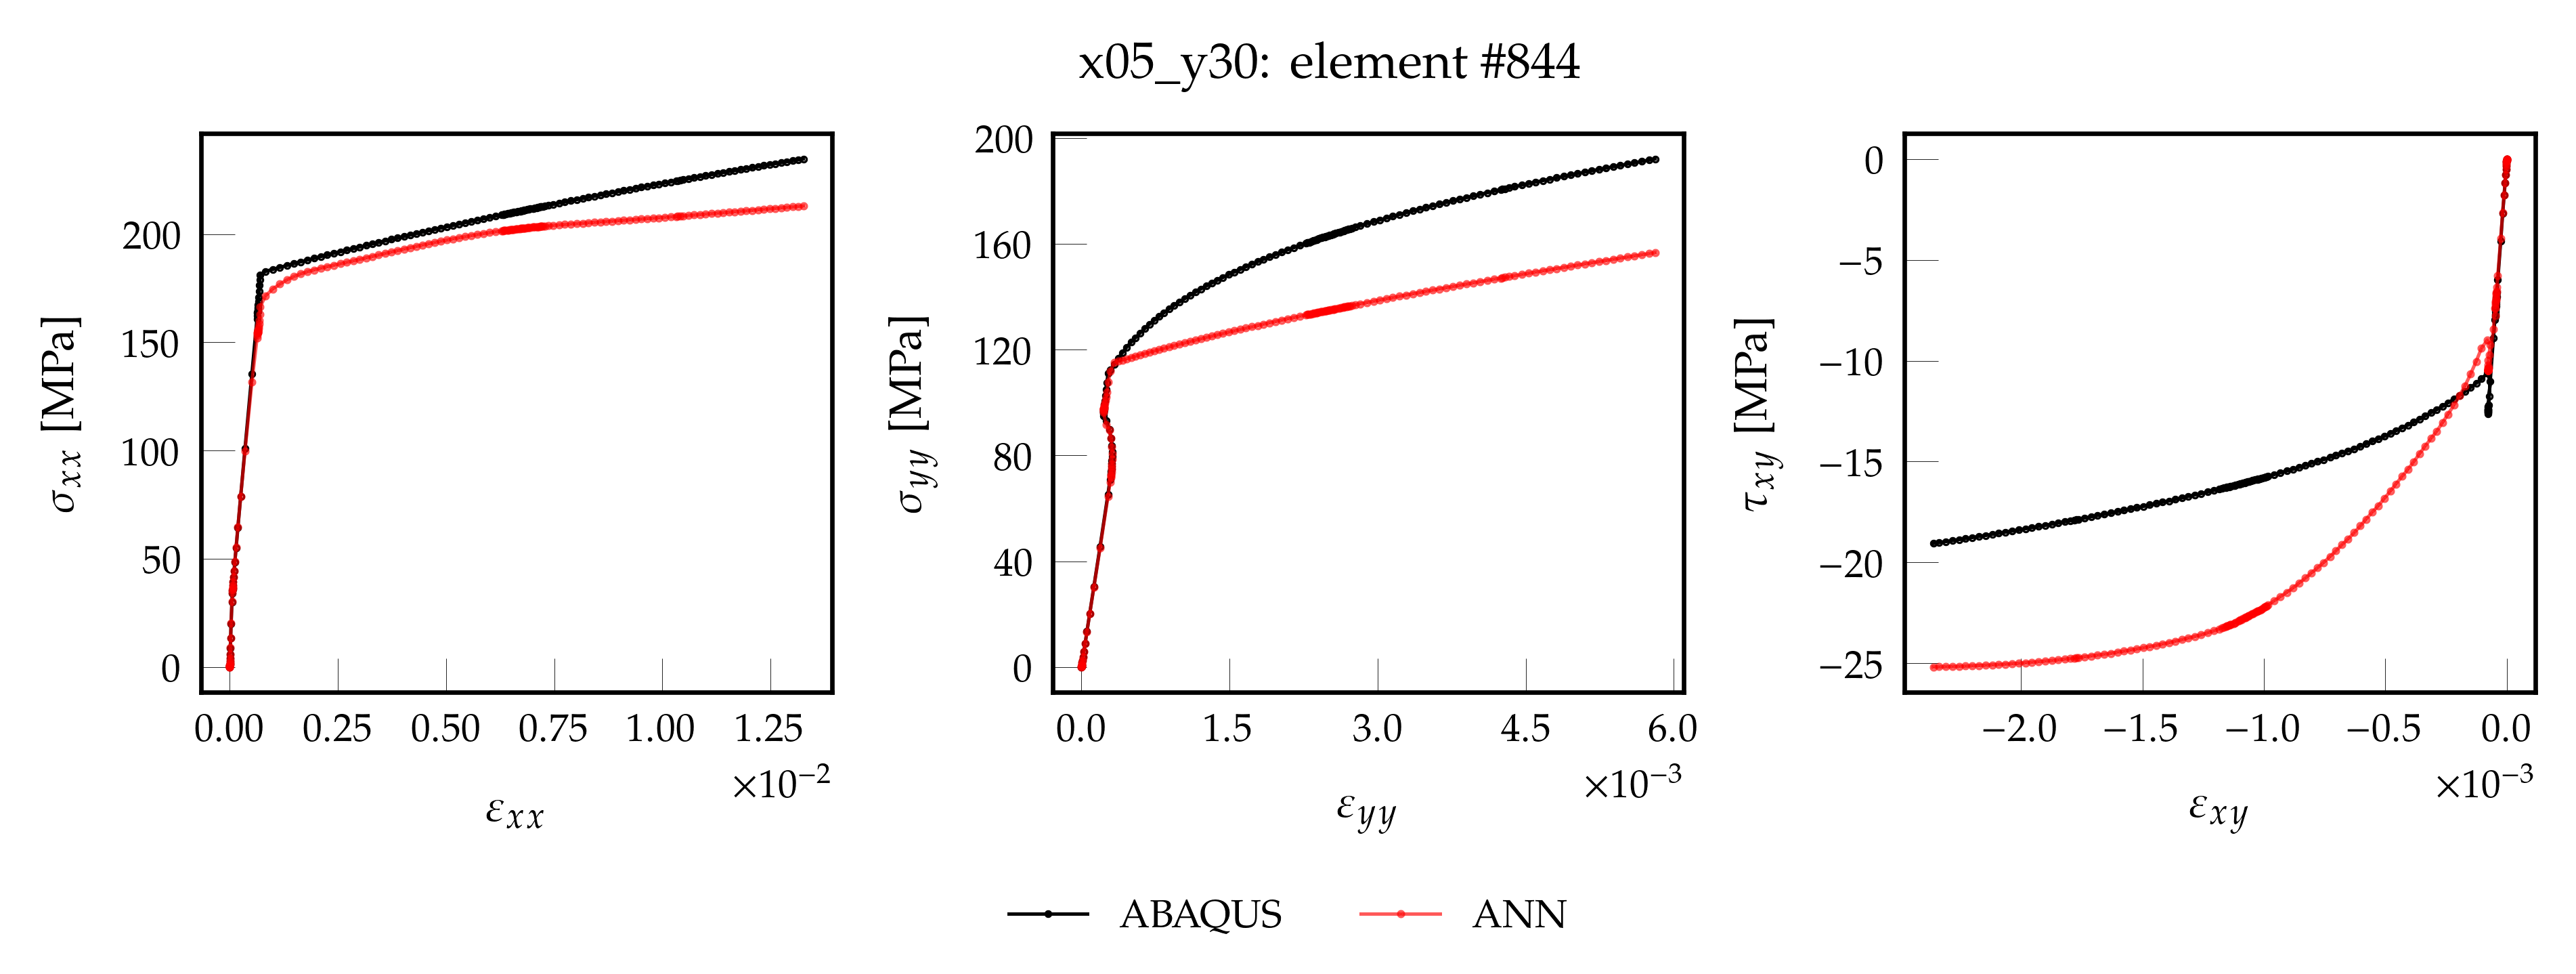 x05_y30: element #844
σxx [MPa]
200
150
100
50
0
0.00 0.25 0.50 0.75 1.00 1.25
×10⁻²
εxx
σyy [MPa]
200
160
120
80
40
0
0.0 1.5 3.0 4.5 6.0
×10⁻³
εyy
τxy [MPa]
0
−5
−10
−15
−20
−25
−2.0 −1.5 −1.0 −0.5 0.0
×10⁻³
εxy
ABAQUS ANN